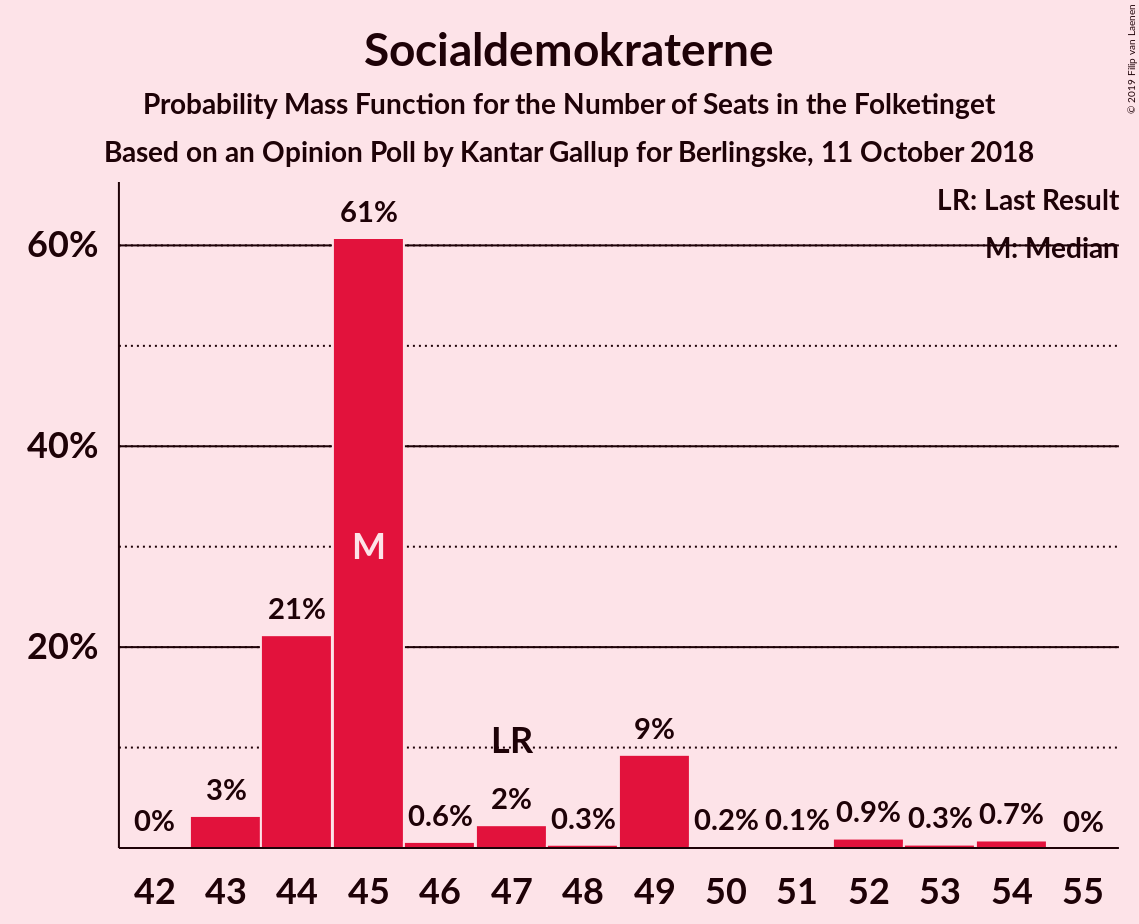 Socialdemokraterne
Probability Mass Function for the Number of Seats in the Folketinget
Based on an Opinion Poll by Kantar Gallup for Berlingske, 11 October 2018
© 2019 Filip van Laenen
LR: Last Result
M: Median
60%
40%
20%
0%
3%
21%
61%
0.6%
2%
0.3%
9%
0.2%
0.1%
0.9%
0.3%
0.7%
0%
M
LR
42 43 44 45 46 47 48 49 50 51 52 53 54 55